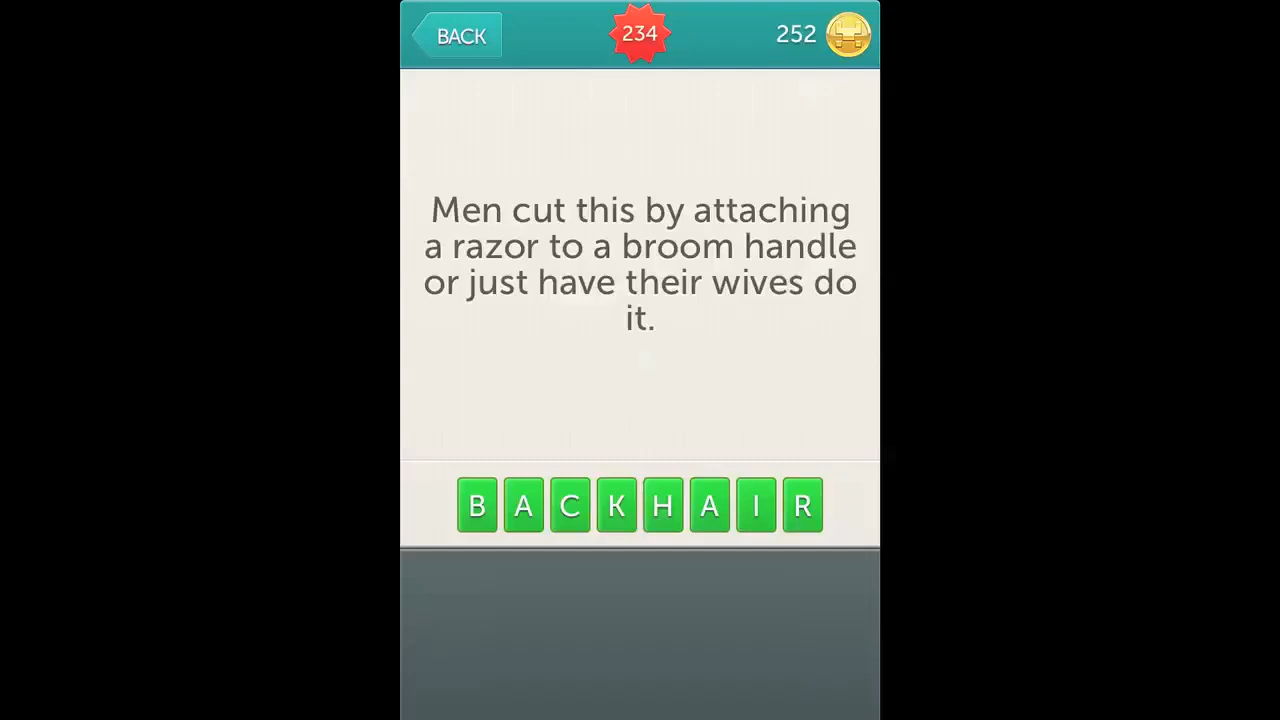 BACK 234 252
Men cut this by attaching
a razor to a broom handle
or just have their wives do
it.
BACKHAIR